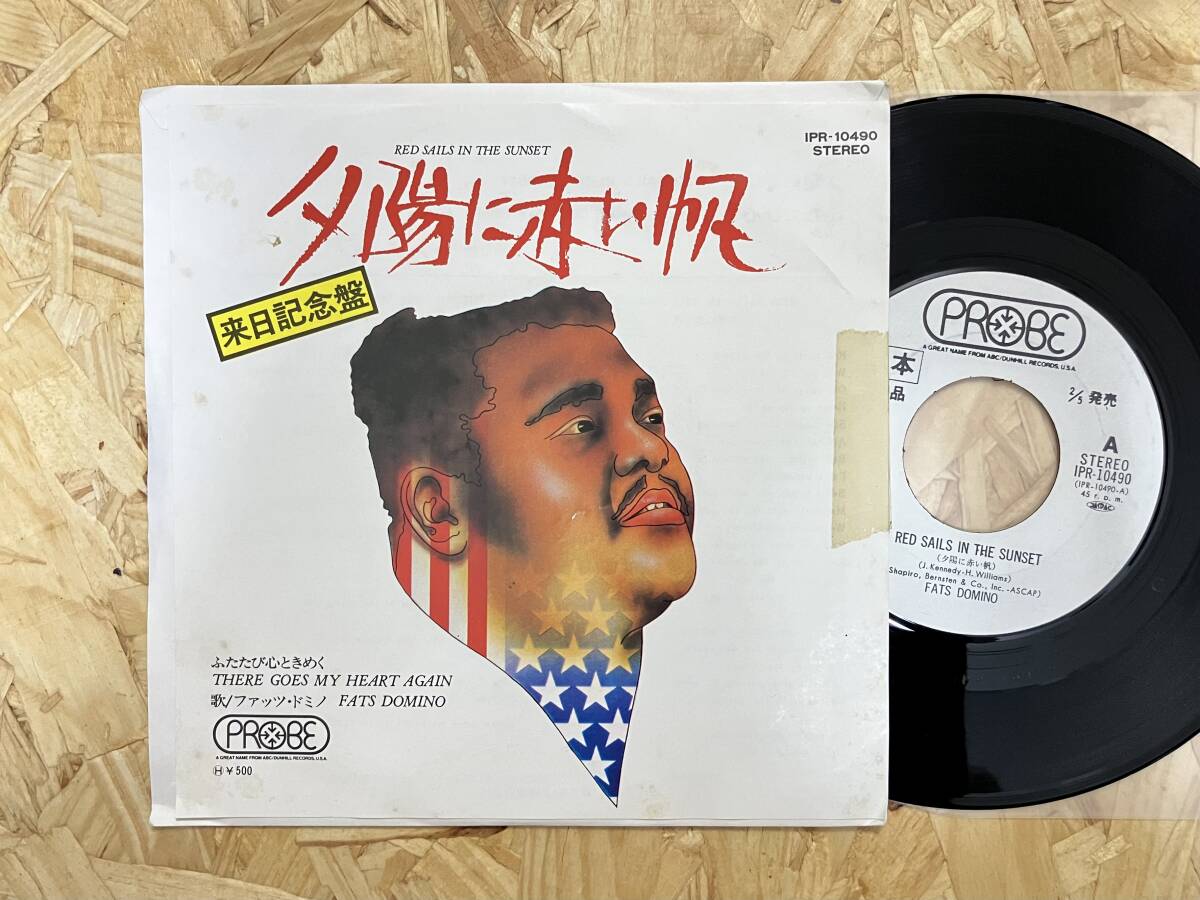 RED SAILS IN THE SUNSET
IPR-10490
STEREO
夕陽に赤い帆
来日記念盤
ふたたび心ときめく
THERE GOES MY HEART AGAIN
歌/ファッツ・ドミノ FATS DOMINO
PROBE
A GREAT NAME FROM ABC/DUNHILL RECORDS, U.S.A.
Ⓗ ¥500
PROBE
A GREAT NAME FROM ABC/DUNHILL RECORDS, U.S.A.
本
品
2/5 発売
A
STEREO
IPR-10490
(IPR-10490-A)
45 r. p. m.
RED SAILS IN THE SUNSET
(夕陽に赤い帆)
(J. Kennedy-H. Williams)
Shapiro, Bernsten & Co., Inc. -ASCAP)
FATS DOMINO